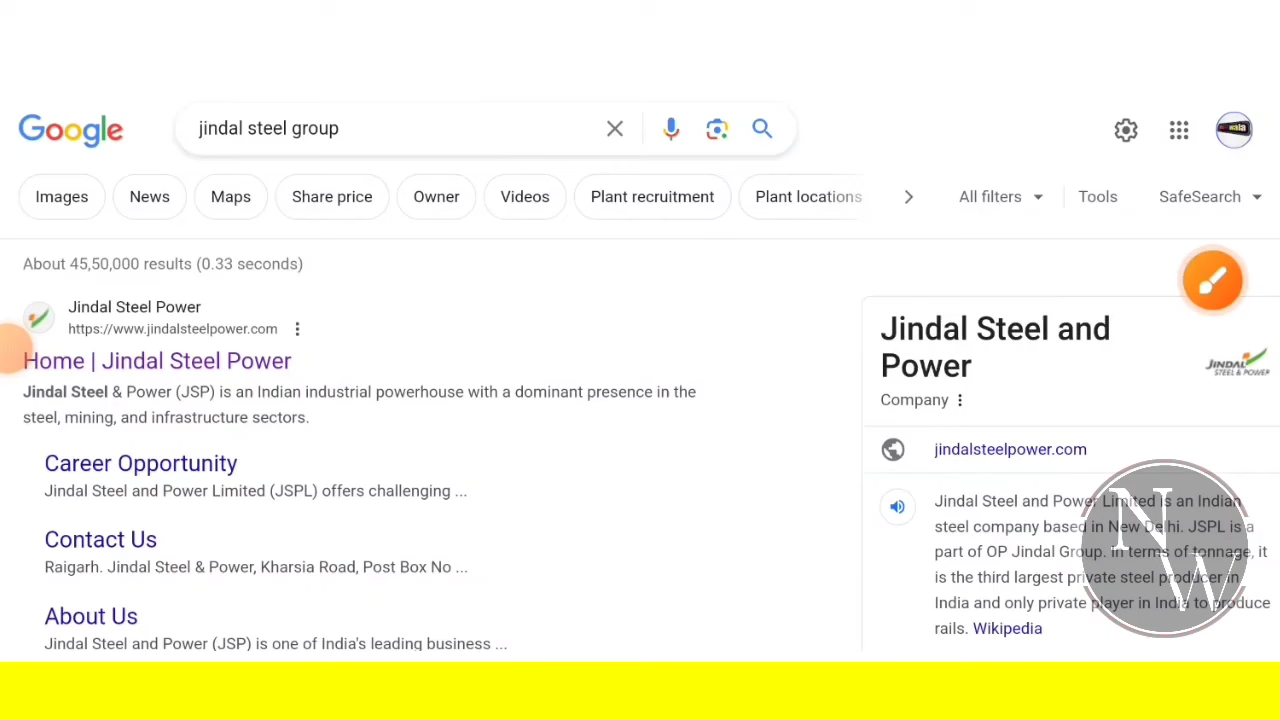 Google
jindal steel group
Images
News
Maps
Share price
Owner
Videos
Plant recruitment
Plant locations
All filters
Tools
SafeSearch
About 45,50,000 results (0.33 seconds)
Jindal Steel Power
https://www.jindalsteelpower.com
Home | Jindal Steel Power
Jindal Steel & Power (JSP) is an Indian industrial powerhouse with a dominant presence in the
steel, mining, and infrastructure sectors.
Career Opportunity
Jindal Steel and Power Limited (JSPL) offers challenging ...
Contact Us
Raigarh. Jindal Steel & Power, Kharsia Road, Post Box No ...
About Us
Jindal Steel and Power (JSP) is one of India's leading business ...
Jindal Steel and
Power
JINDAL
STEEL & POWER
Company
jindalsteelpower.com
Jindal Steel and Power Limited is an Indian
steel company based in New Delhi. JSPL is a
part of OP Jindal Group. In terms of tonnage, it
is the third largest private steel producer in
India and only private player in India to produce
rails. Wikipedia
N
W